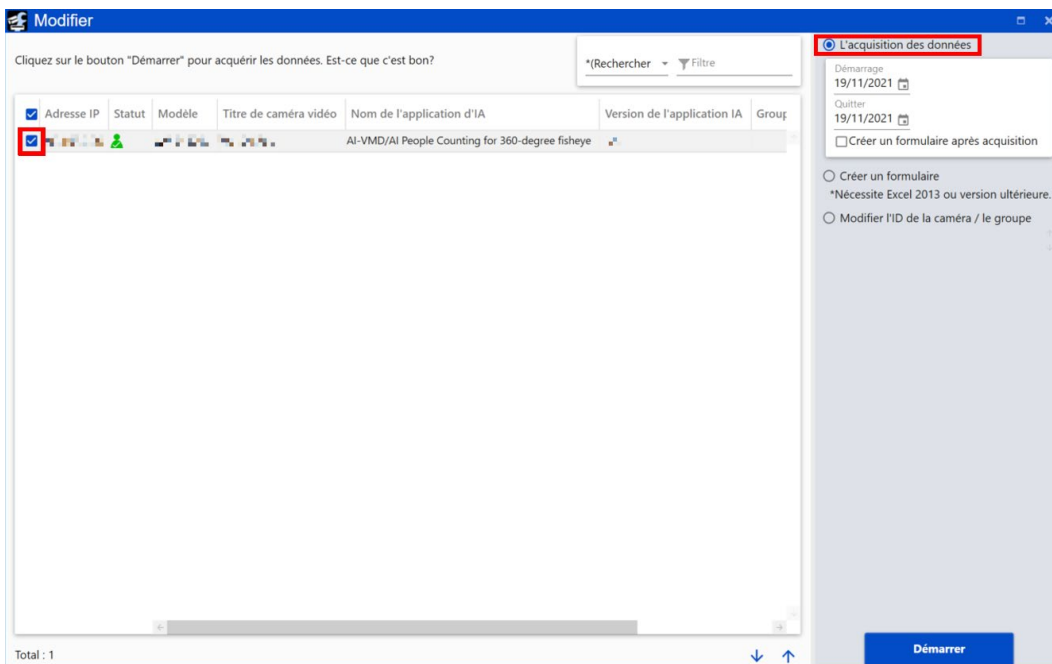 Modifier
Cliquez sur le bouton "Démarrer" pour acquérir les données. Est-ce que c'est bon?
*(Rechercher
Filtre
Adresse IP Statut Modèle Titre de caméra vidéo Nom de l'application d'IA Version de l'application IA Group
AI-VMD/AI People Counting for 360-degree fisheye
Total : 1
L'acquisition des données
Démarrage
19/11/2021
Quitter
19/11/2021
Créer un formulaire après acquisition
Créer un formulaire
*Nécessite Excel 2013 ou version ultérieure.
Modifier l'ID de la caméra / le groupe
Démarrer